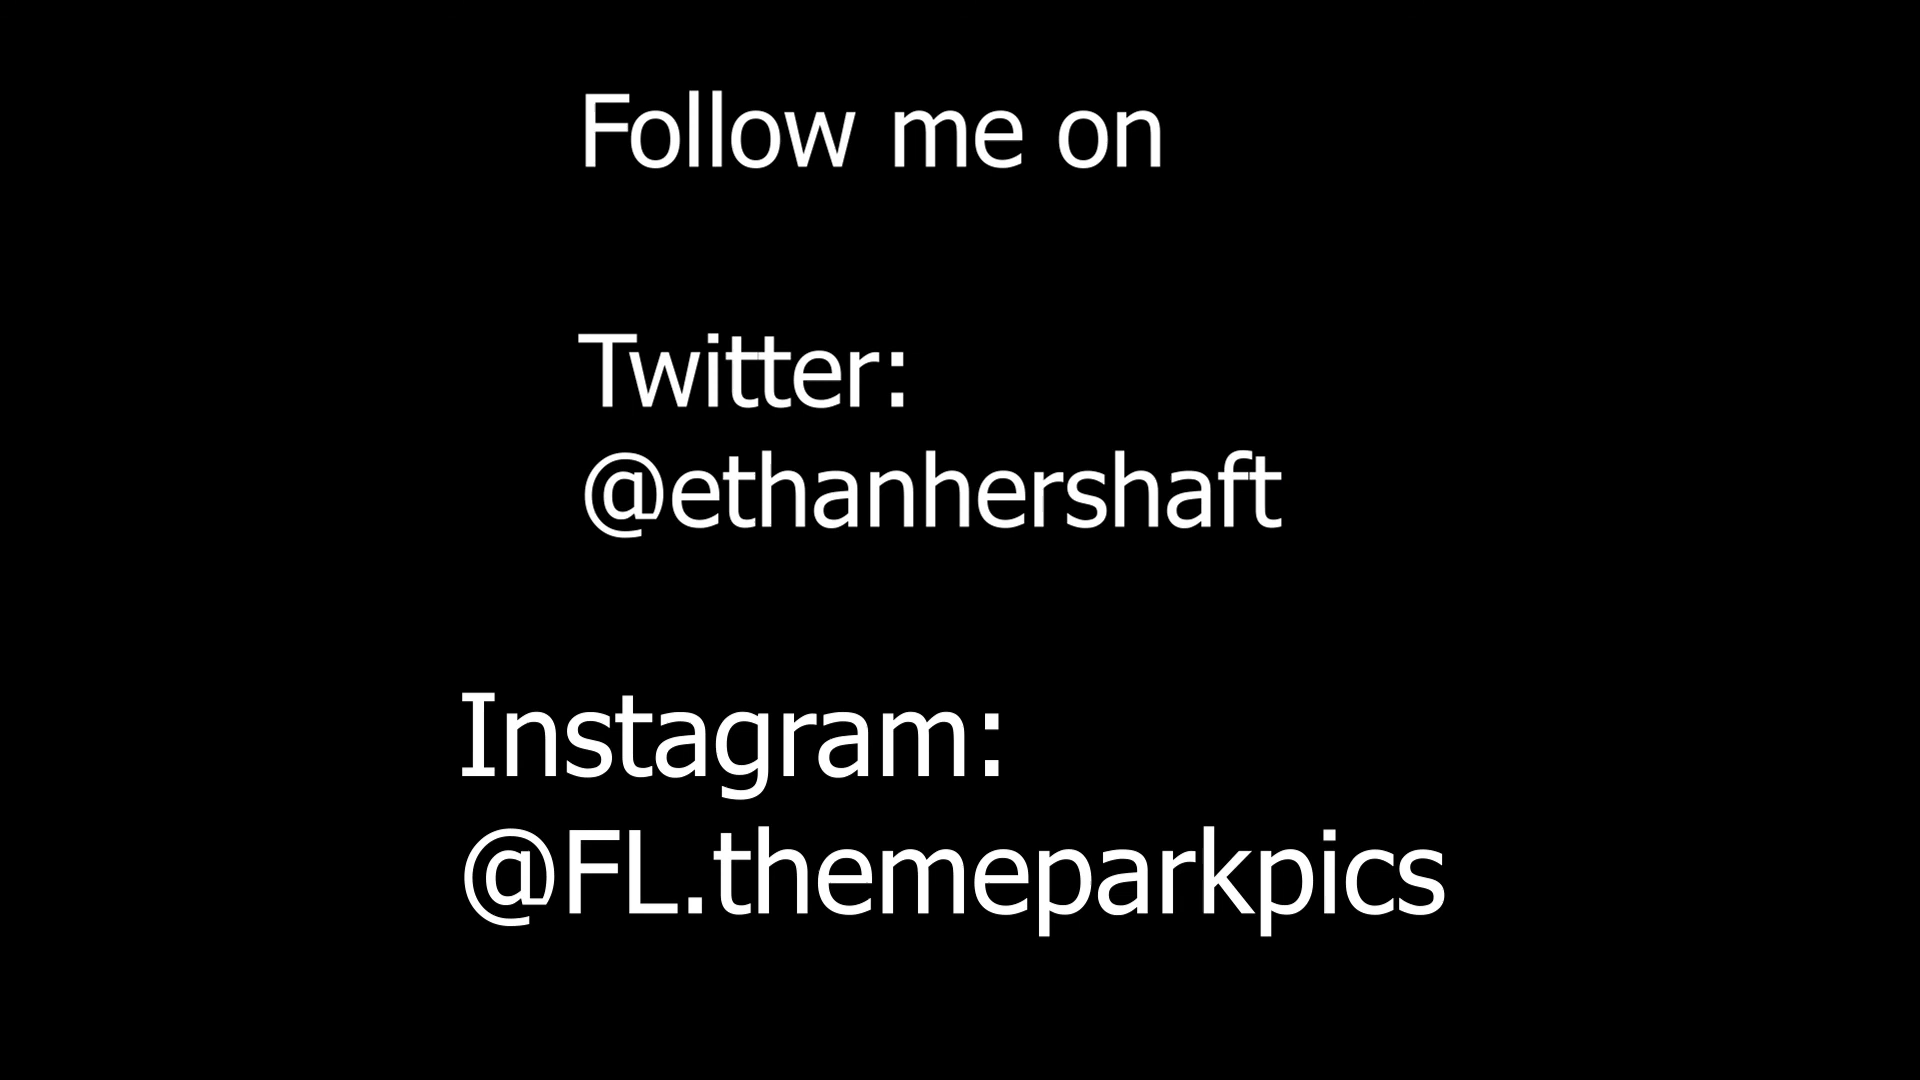 Follow me on
Twitter:
@ethanhershaft
Instagram:
@FL.themeparkpics